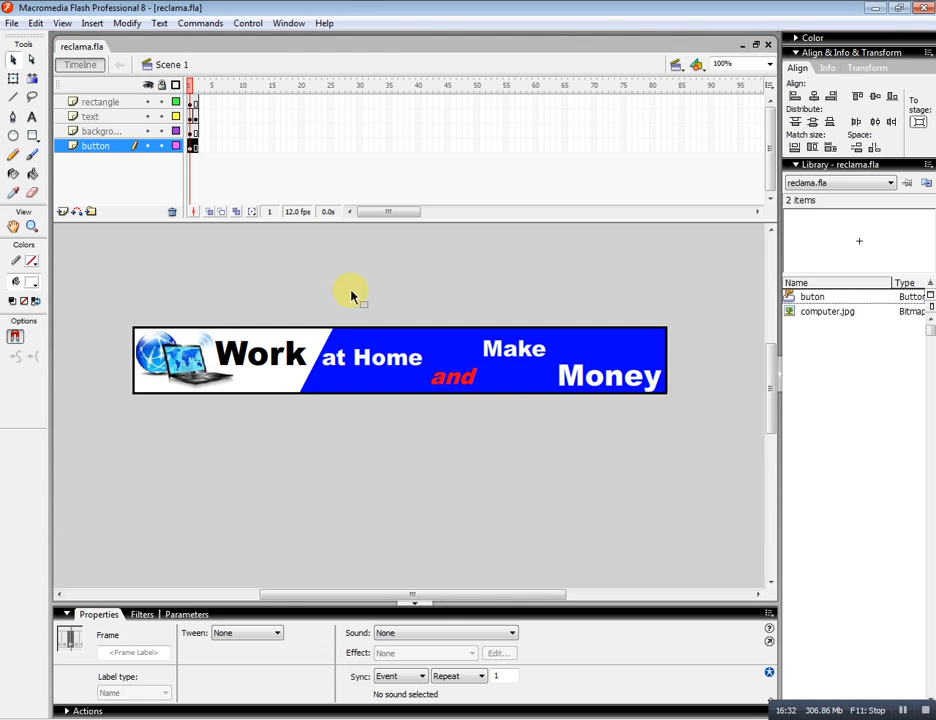 Macromedia Flash Professional 8 - [reclama.fla]
File Edit View Insert Modify Text Commands Control Window Help
Tools
View
Colors
Options
reclama.fla
Timeline
Scene 1
100%
1 5 10 15 20 25 30 35 40 45 50 55 60 65 70 75 80 85 90 95
rectangle
text
backgro...
button
1 12.0 fps 0.0s
Work at Home and Make Money
Color
Align & Info & Transform
Align Info Transform
Align:
To stage:
Distribute:
Match size: Space:
Library - reclama.fla
reclama.fla
2 items
Name Type
buton Button
computer.jpg Bitmap
Properties Filters Parameters
Frame
<Frame Label>
Label type:
Name
Tween: None
Sound: None
Effect: None Edit...
Sync: Event Repeat 1
No sound selected
Actions
16:32 306.86 Mb F11: Stop